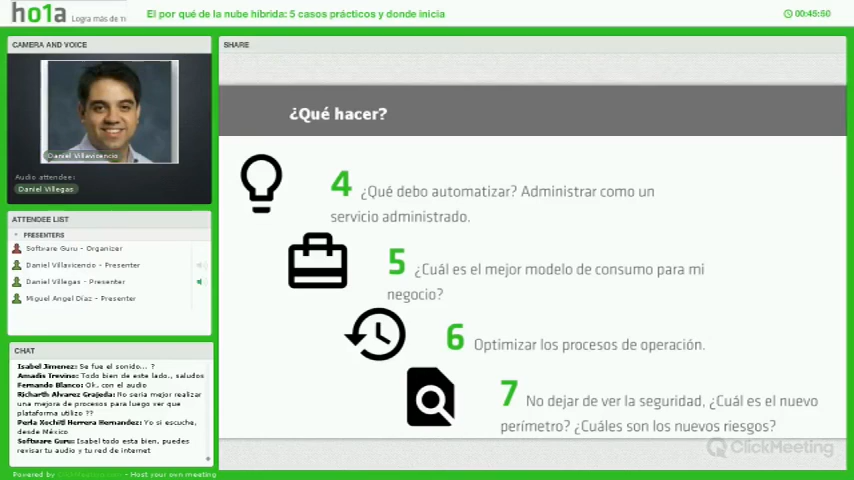 ho1a
Logra más de TI
El por qué de la nube híbrida: 5 casos prácticos y donde inicia
00:45:50
CAMERA AND VOICE
Daniel Villavicencio
Audio attendee:
Daniel Villegas
ATTENDEE LIST
PRESENTERS
Software Guru - Organizer
Daniel Villavicencio - Presenter
Daniel Villegas - Presenter
Miguel Angel Diaz - Presenter
CHAT
Isabel Jimenez: Se fue el sonido... ?
Amadis Trevino: Todo bien de este lado., saludos
Fernando Blanco: Ok. con el audio
Richarth Alvarez Grajeda: No seria mejor realizar
una mejora de procesos para luego ver que
plataforma utilizo ??
Perla Xochitl Herrera Hernandez: Yo si escuche,
desde México
Software Guru: Isabel todo esta bien, puedes
revisar tu audio y tu red de internet
Powered by ClickMeeting.com - Host your own meeting
SHARE
¿Qué hacer?
4 ¿Qué debo automatizar? Administrar como un
servicio administrado.
5 ¿Cuál es el mejor modelo de consumo para mi
negocio?
6 Optimizar los procesos de operación.
7 No dejar de ver la seguridad, ¿Cuál es el nuevo
perímetro? ¿Cuáles son los nuevos riesgos?
ClickMeeting